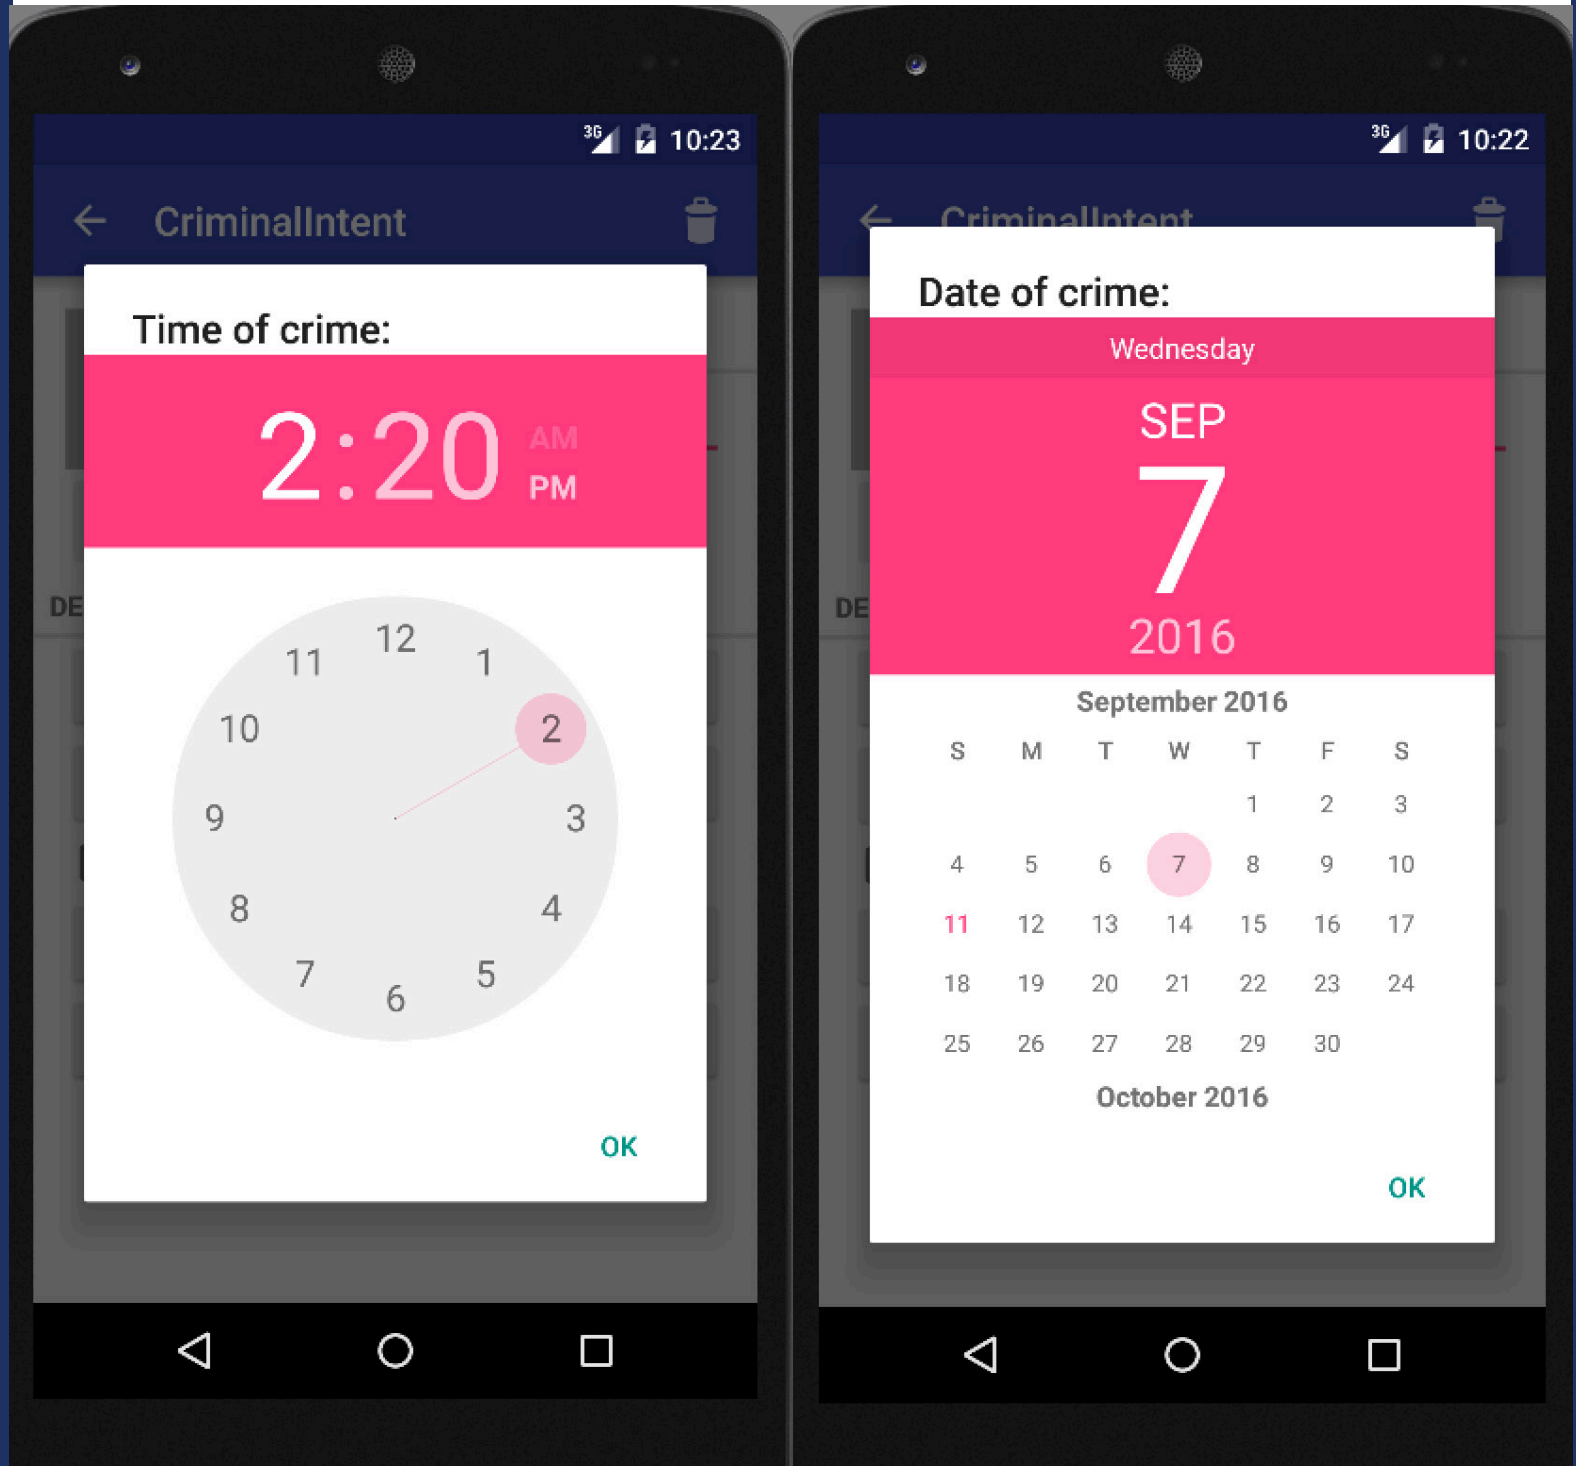 3G 10:23
CriminalIntent
Time of crime:
2:20
AM
PM
DE
12
11 1
10 2
9 3
8 4
7 5
6
OK
3G 10:22
CriminalIntent
Date of crime:
Wednesday
SEP
7
2016
DE
September 2016
S M T W T F S
1 2 3
4 5 6 7 8 9 10
11 12 13 14 15 16 17
18 19 20 21 22 23 24
25 26 27 28 29 30
October 2016
OK